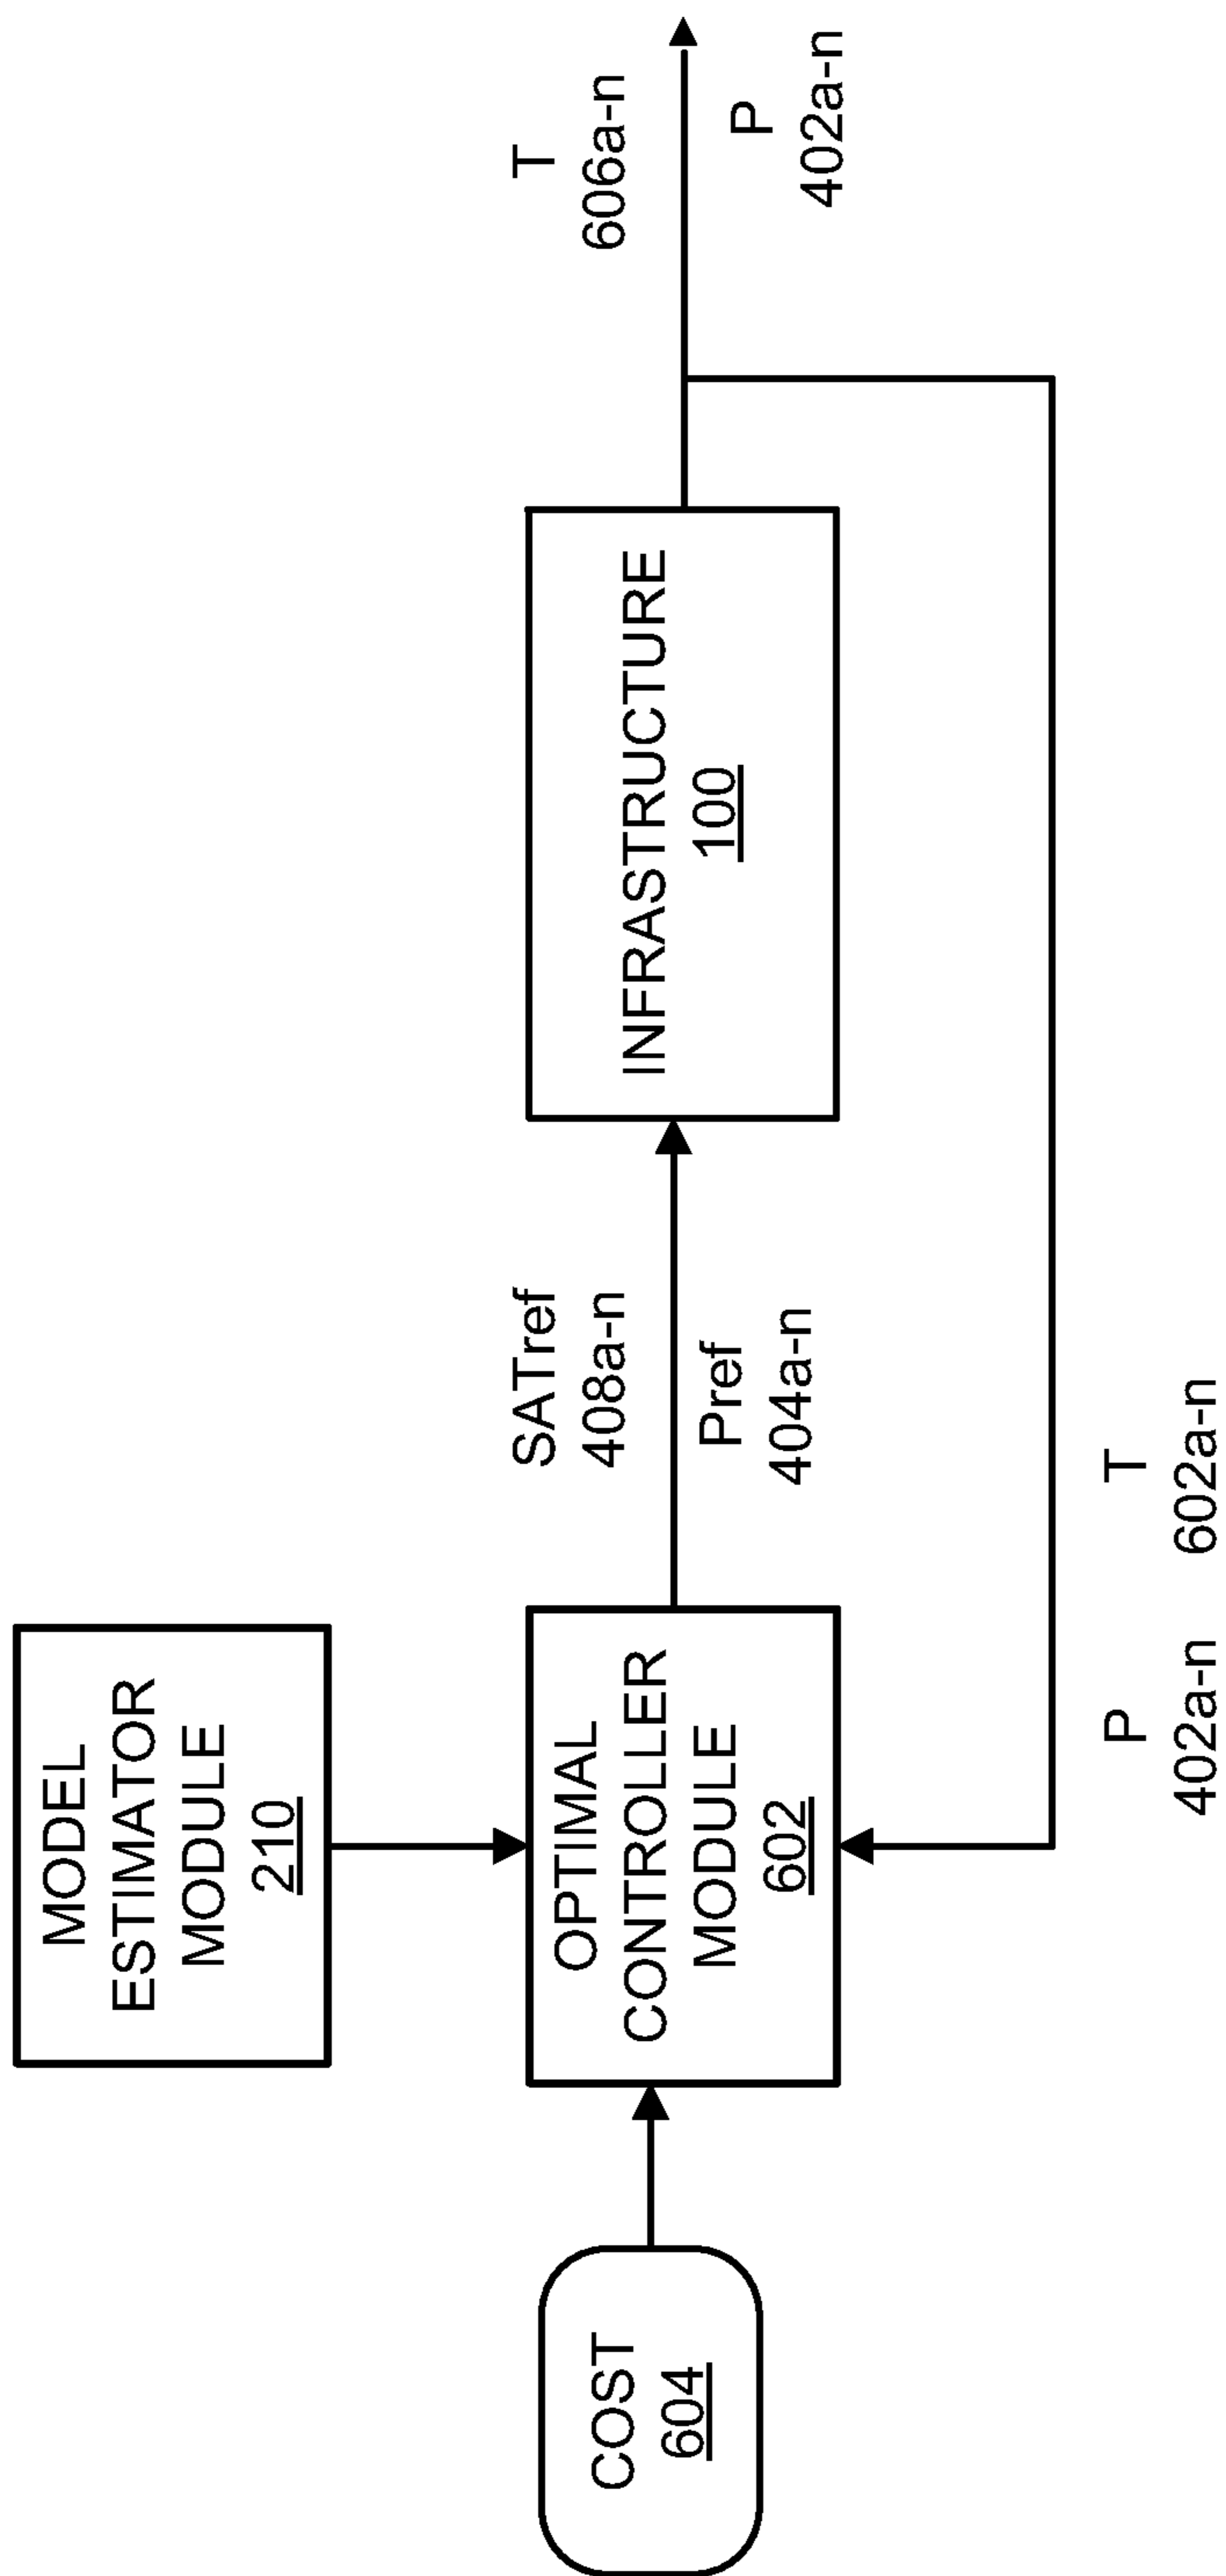 MODEL
ESTIMATOR
MODULE
210
COST
604
OPTIMAL
CONTROLLER
MODULE
602
SATref
408a-n
Pref
404a-n
INFRASTRUCTURE
100
T
606a-n
P
402a-n
P
402a-n
T
602a-n